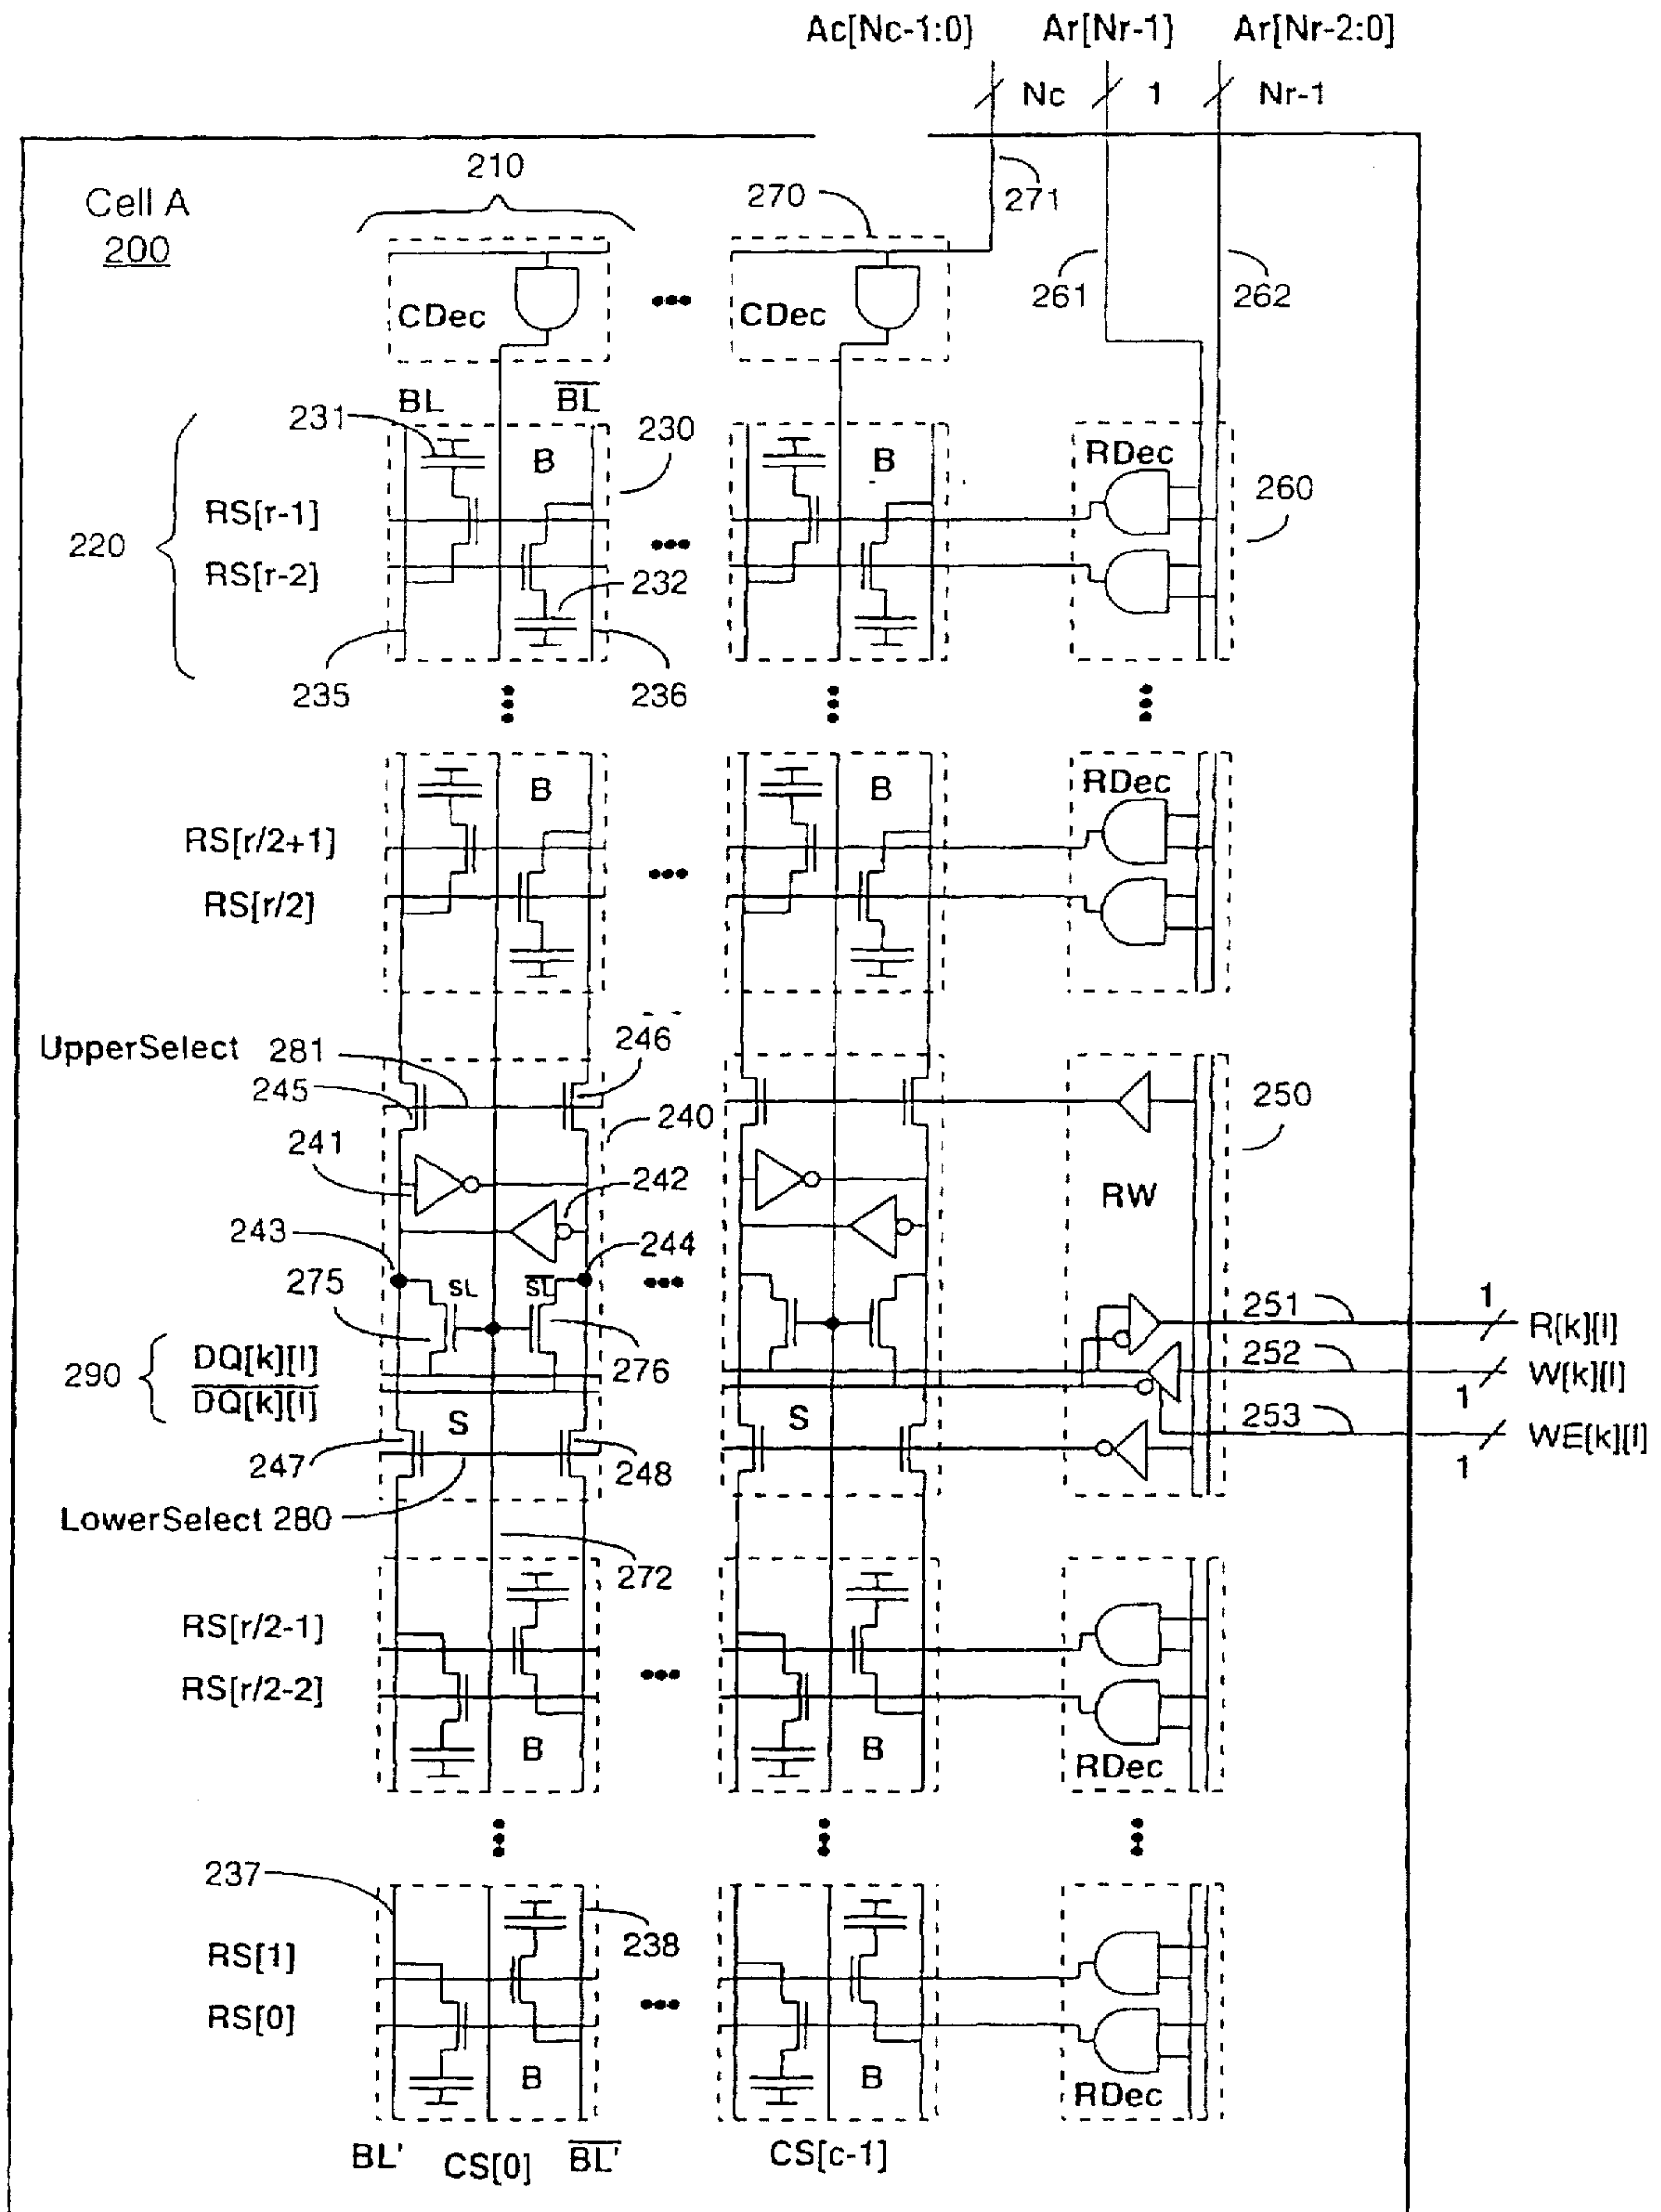 Ac[Nc-1:0] Ar[Nr-1] Ar[Nr-2:0]
Nc 1 Nr-1
Cell A
200
210
270
271
261
262
CDec
CDec
BL
BL
231
B
230
B
RDec
260
220
RS[r-1]
RS[r-2]
232
235
236
B
B
RDec
RS[r/2+1]
RS[r/2]
UpperSelect 281
246
245
240
250
241
242
RW
243
SL
SL
244
275
251
1
R[k][l]
290
DQ[k][l]
DQ[k][l]
276
252
W[k][l]
1
S
S
253
WE[k][l]
1
247
248
LowerSelect 280
272
RS[r/2-1]
RS[r/2-2]
B
B
RDec
237
238
RS[1]
RS[0]
B
B
RDec
BL' CS[0] BL' CS[c-1]